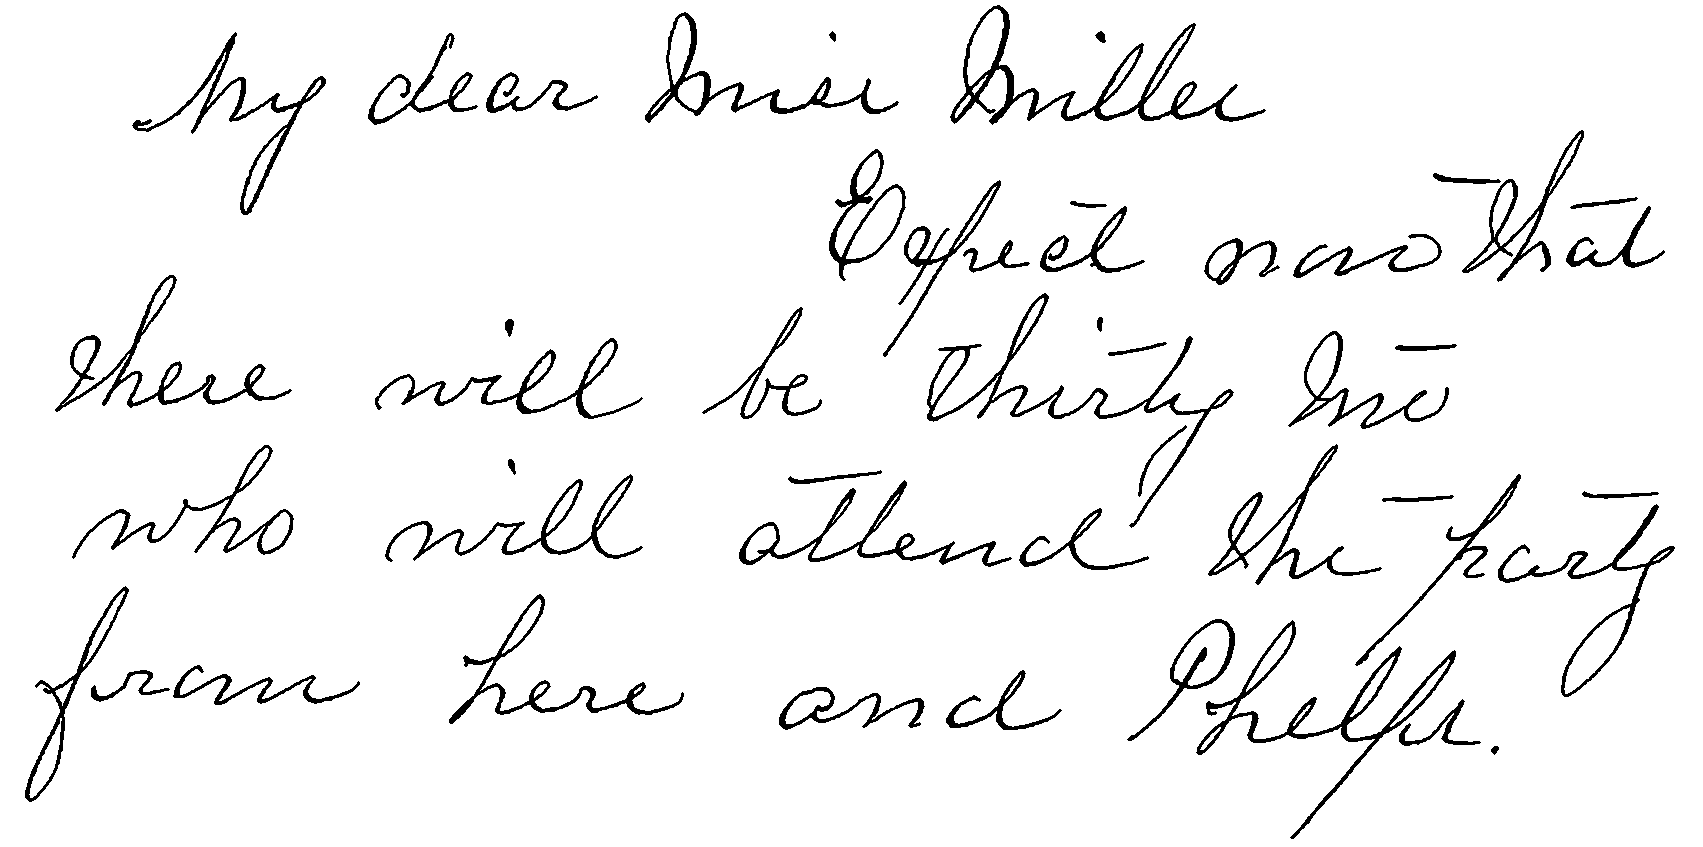 My dear Miss Miller
Expect now that
there will be thirty two
who will attend the party
from here and Phelps.